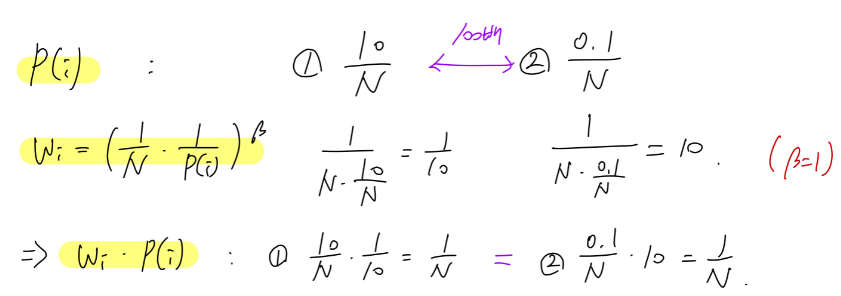 P(i) : ① 10/N ⟷ 100배 ② 0.1/N
Wi = (1/N · 1/P(i))^β   1/(N · 10/N) = 1/10   1/(N · 0.1/N) = 10. (β=1)
=> Wi · P(i) : ① 10/N · 1/10 = 1/N = ② 0.1/N · 10 = 1/N.